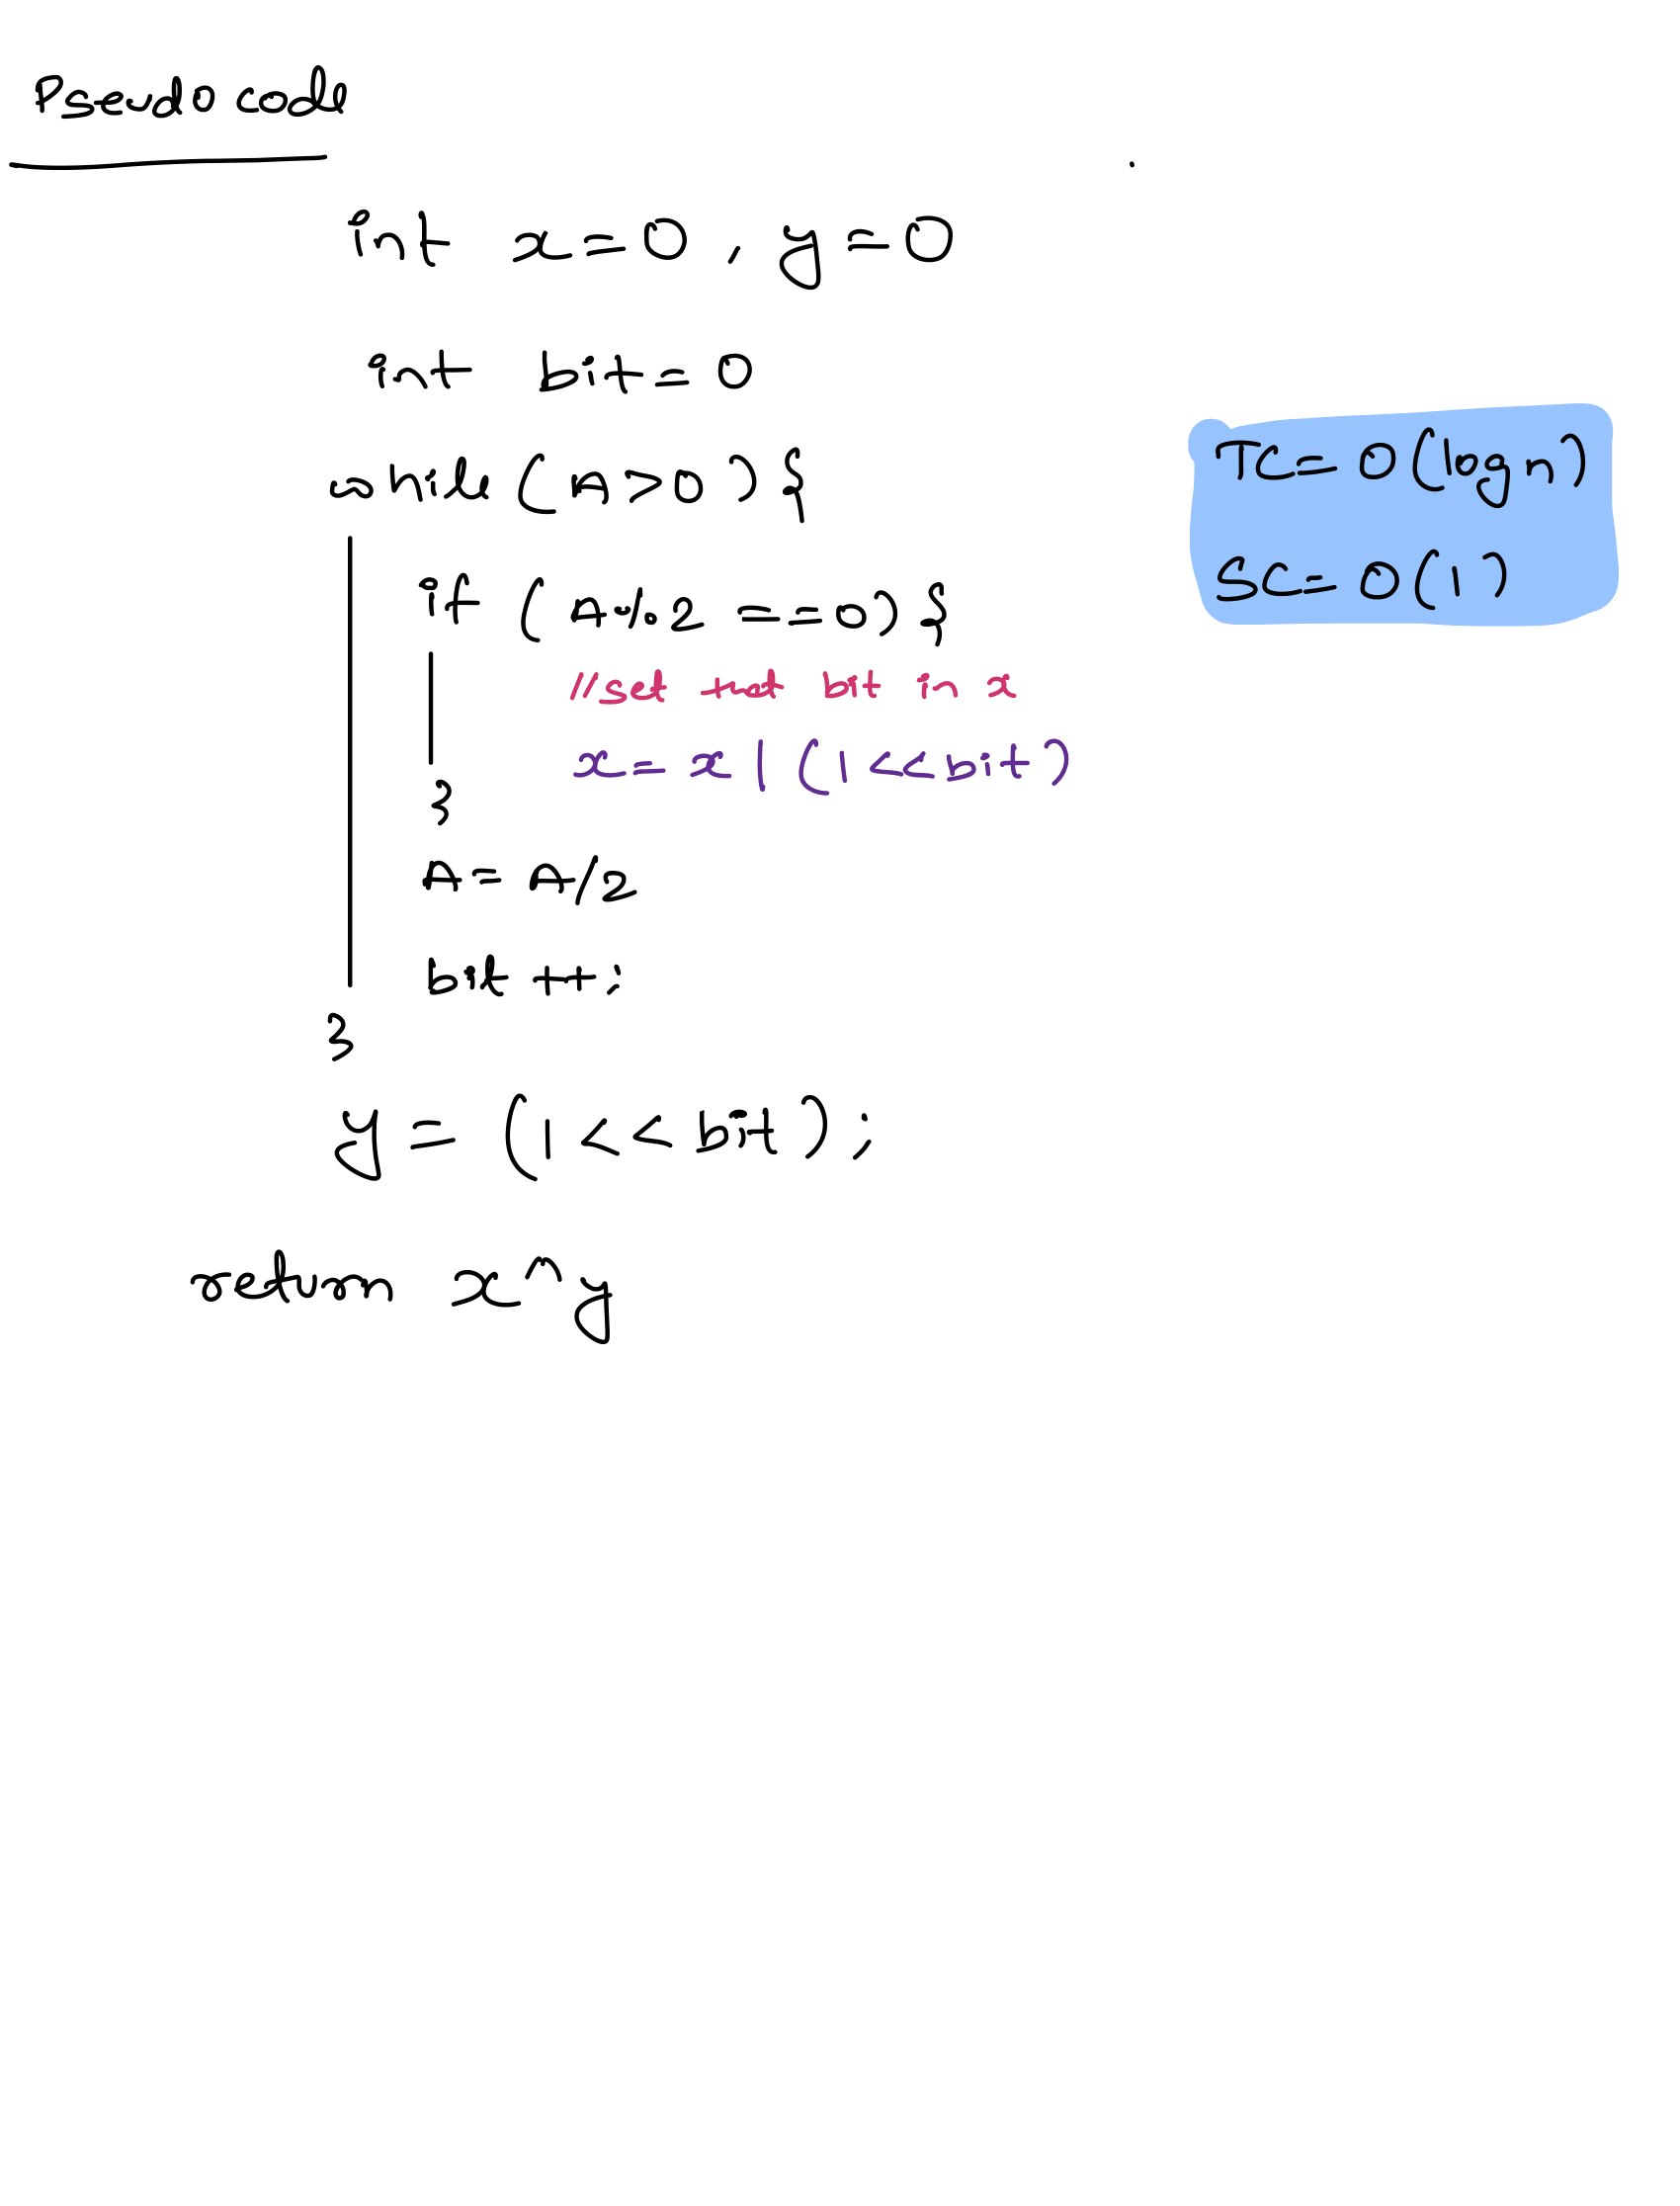 Pseudo code
int x=0 , y=0
int bit=0
while (A>0) {
if (A%2 ==0) {
//set that bit in x
x= x | (1<<bit)
}
A= A/2
bit ++;
}
y= (1<<bit);
return x^y
TC= O(log n)
SC= O(1)